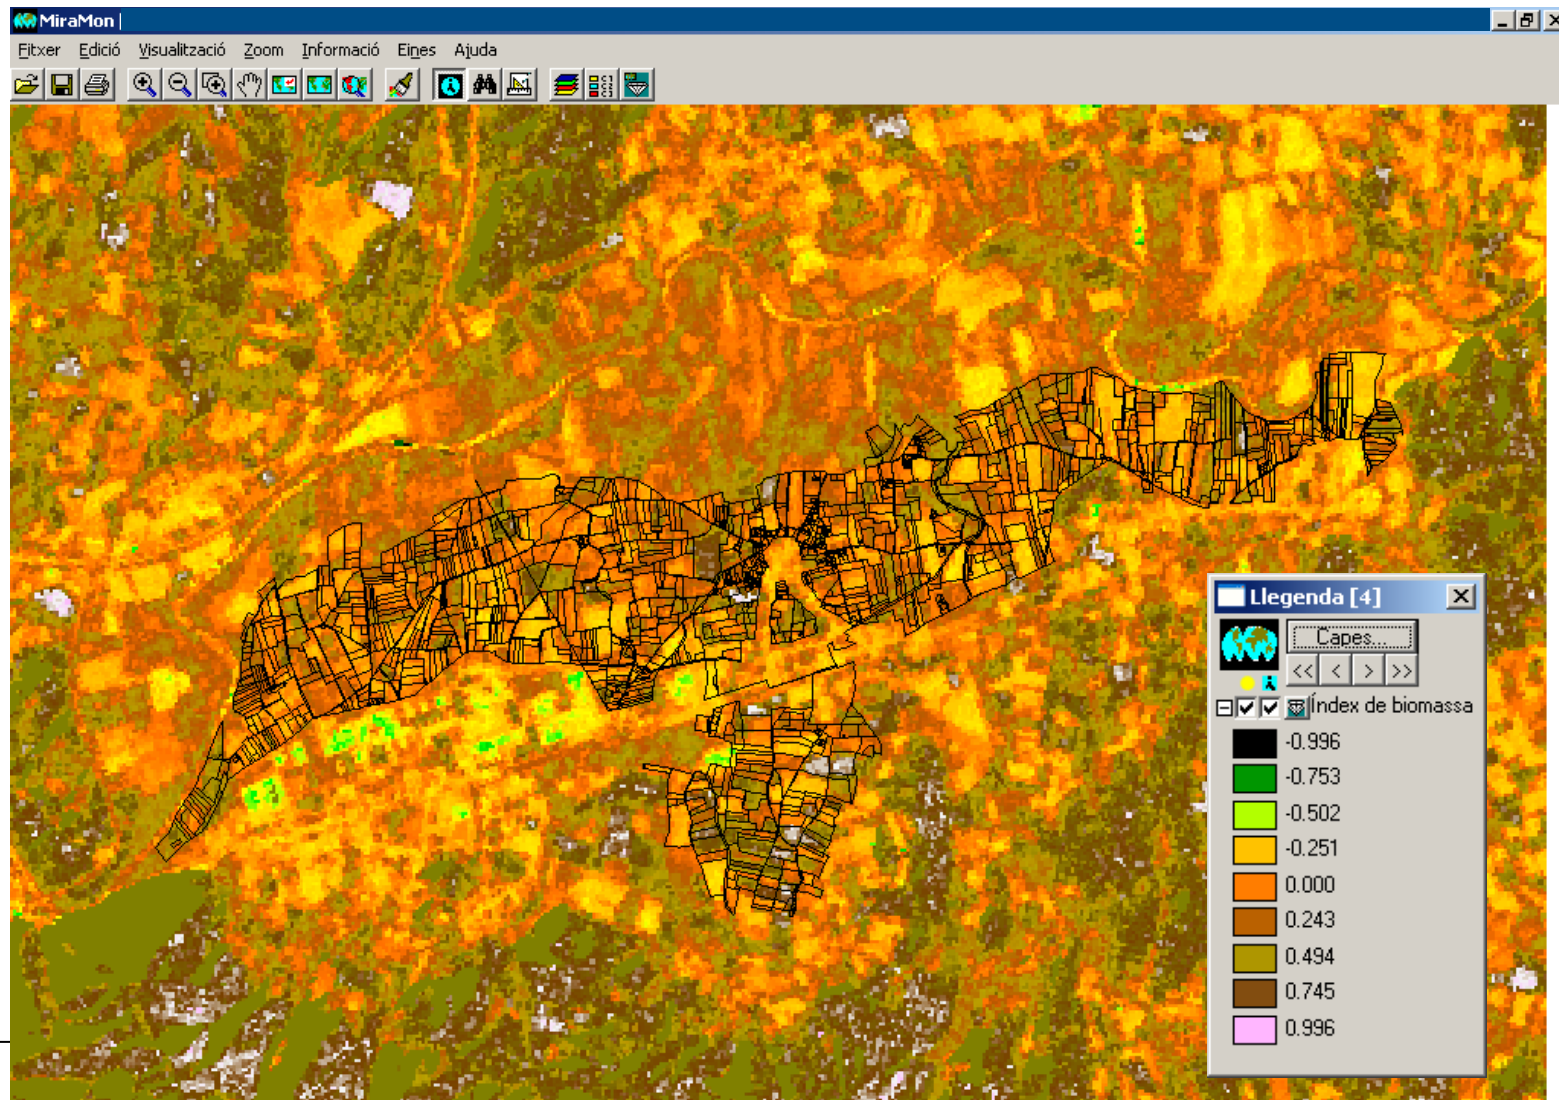 MiraMon
Fitxer Edició Visualització Zoom Informació Eines Ajuda
Llegenda [4]
Capes...
<< < > >>
Índex de biomassa
-0.996
-0.753
-0.502
-0.251
0.000
0.243
0.494
0.745
0.996